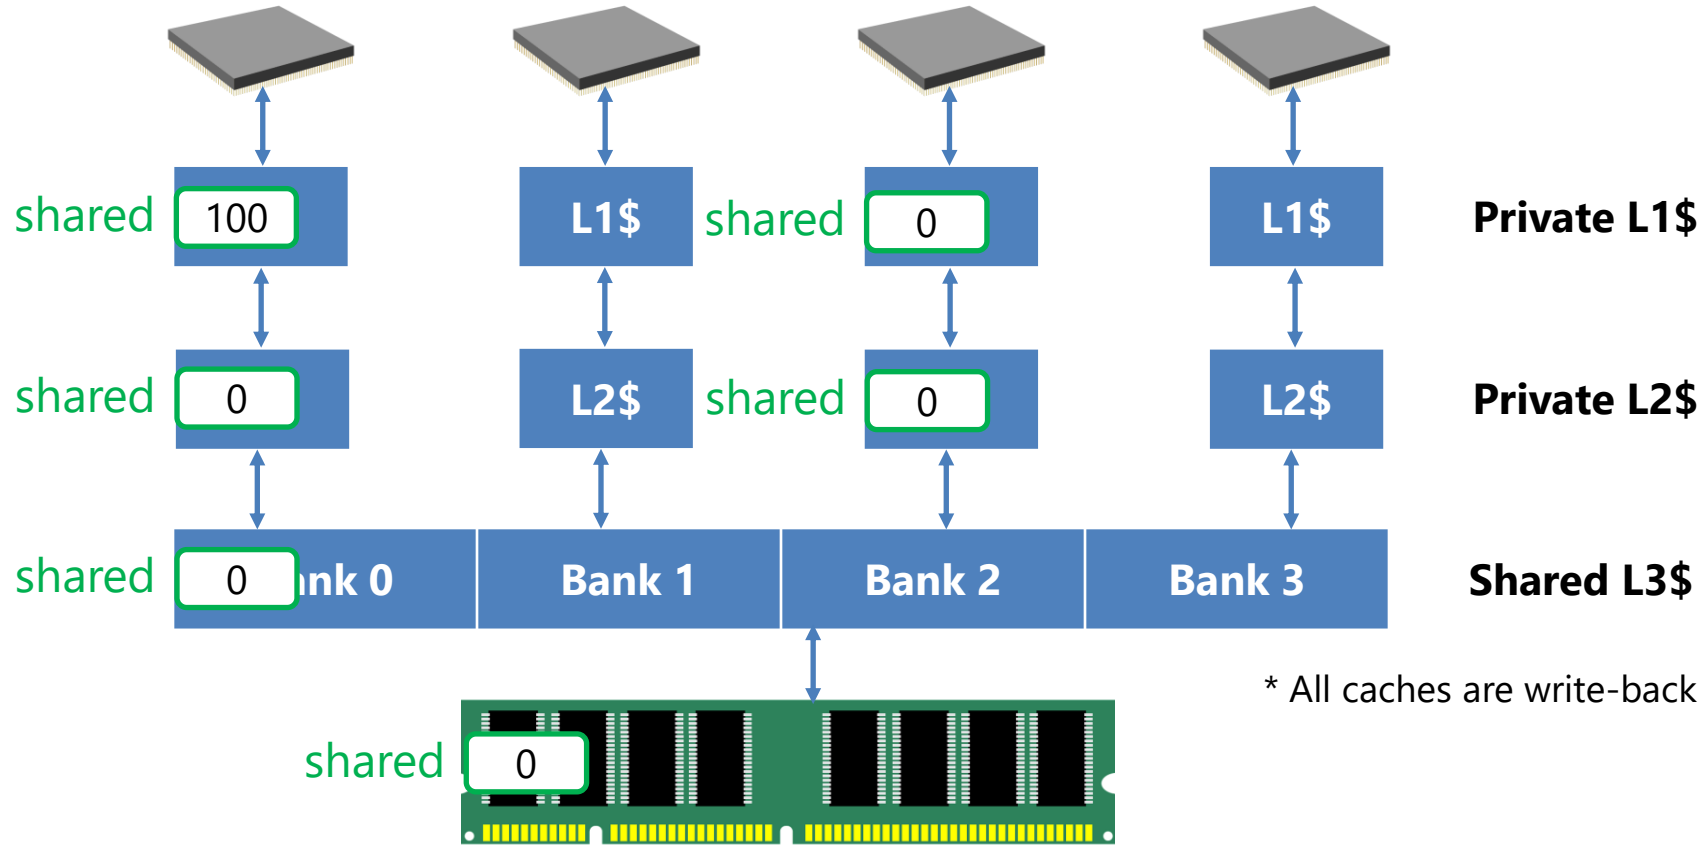 shared 100 L1$ shared 0 L1$ Private L1$
shared 0 L2$ shared 0 L2$ Private L2$
shared 0 ank 0 Bank 1 Bank 2 Bank 3 Shared L3$
* All caches are write-back
shared 0